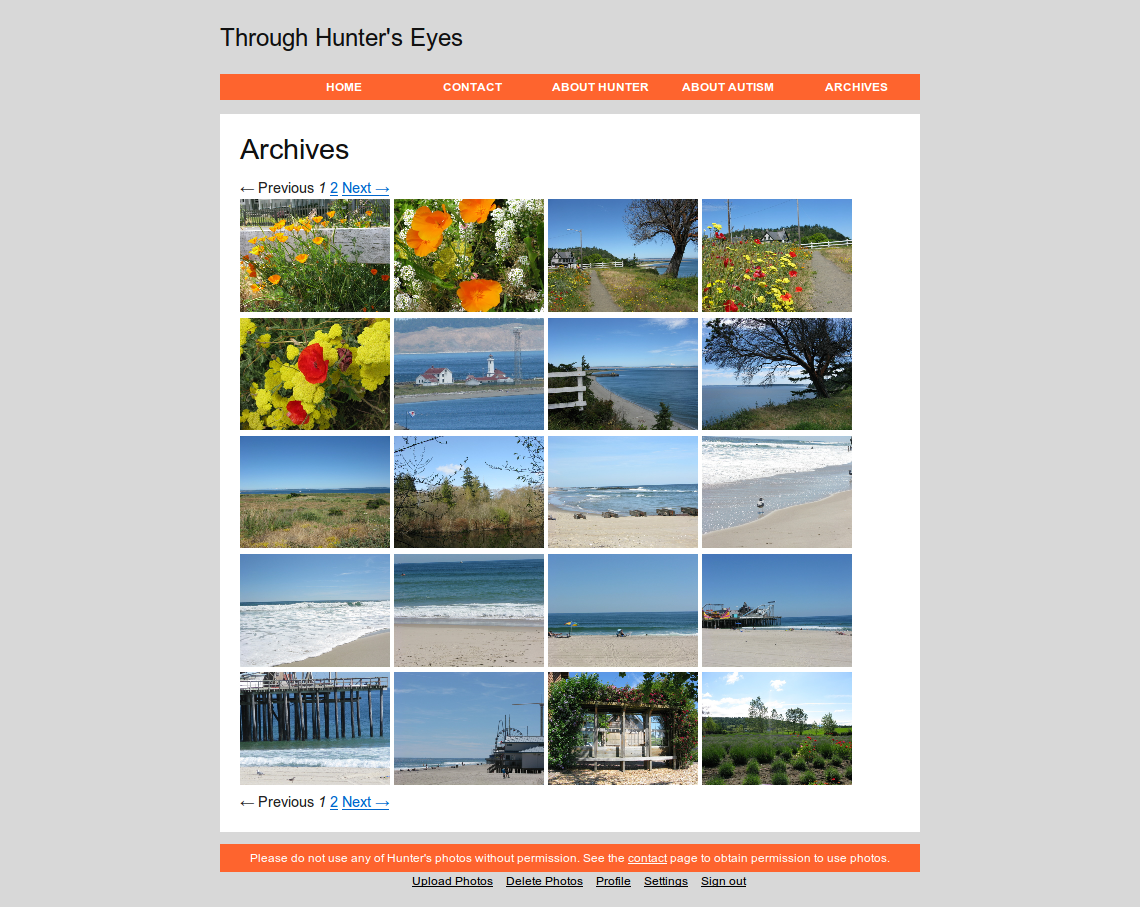 Through Hunter's Eyes
HOME CONTACT ABOUT HUNTER ABOUT AUTISM ARCHIVES
Archives
← Previous 1 2 Next →
← Previous 1 2 Next →
Please do not use any of Hunter's photos without permission. See the contact page to obtain permission to use photos.
Upload Photos Delete Photos Profile Settings Sign out